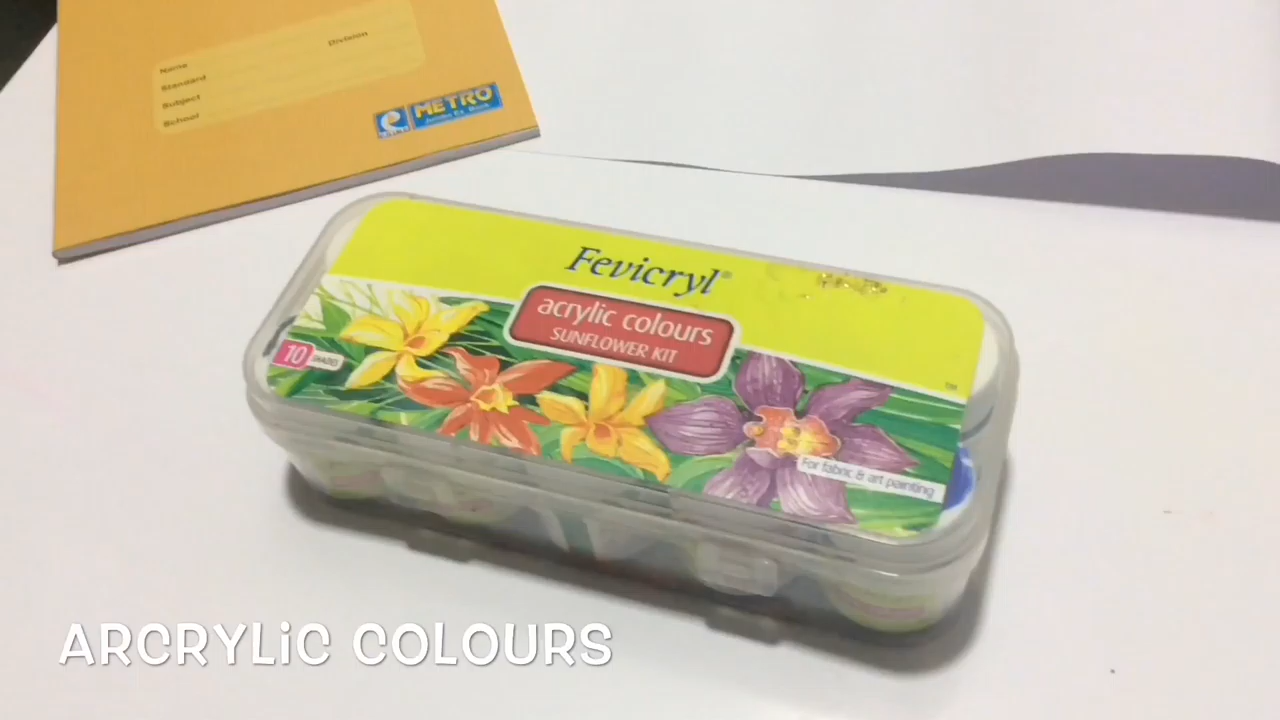 Division
Name
Standard
Subject
School
METRO
Fevicryl®
acrylic colours
SUNFLOWER KIT
10 SHADES
TM
For fabric & art painting
ARCRYLiC COLOURS